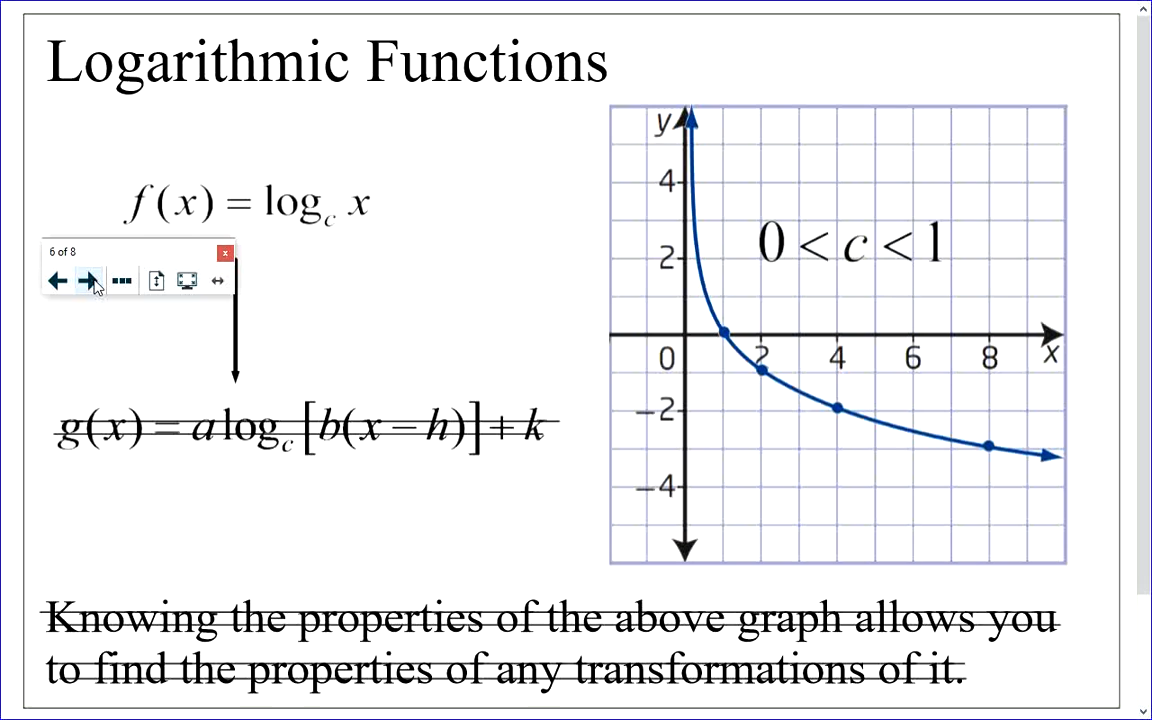 Logarithmic Functions
f(x) = log_c x
6 of 8
x
g(x) = a log_c [b(x − h)] + k
y
4
2
0 < c < 1
0
2
4
6
8
x
−2
−4
Knowing the properties of the above graph allows you
to find the properties of any transformations of it.